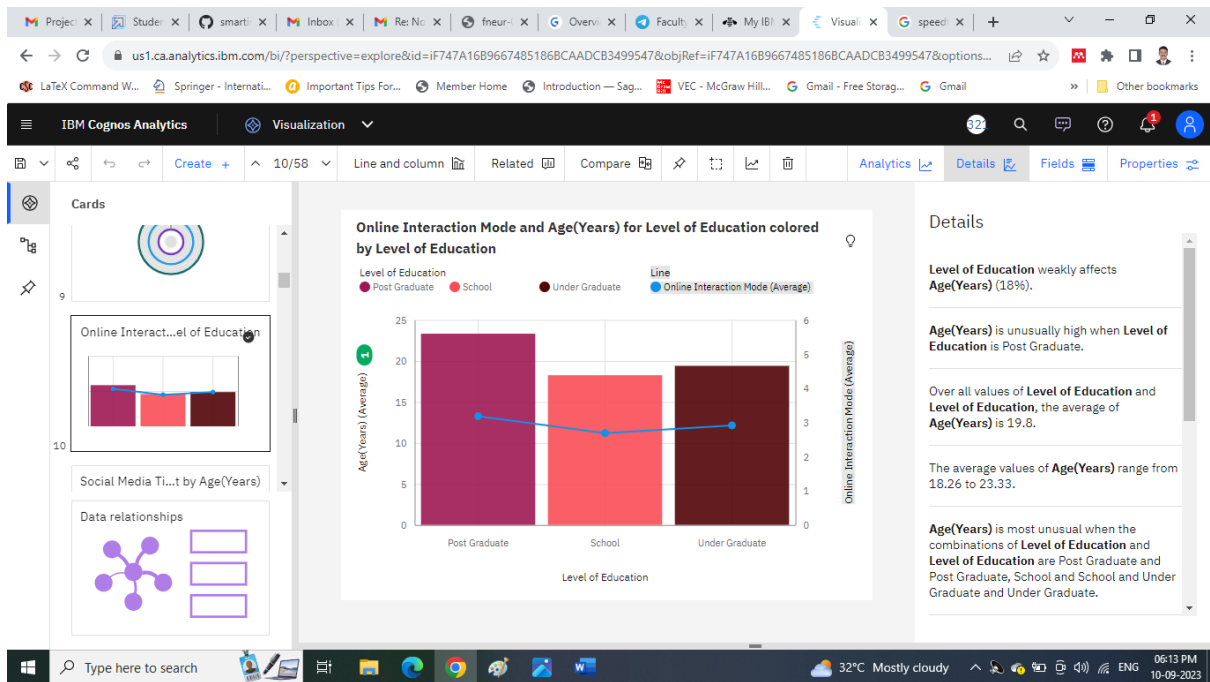 Project
Studer
smarti
Inbox
Re: No
fneur-
Overvi
Faculty
My IBM
Visuali
speed
us1.ca.analytics.ibm.com/bi/?perspective=explore&id=iF747A16B9667485186BCAADCB3499547&objRef=iF747A16B9667485186BCAADCB3499547&options...
LaTeX Command W...
Springer - Internati...
Important Tips For...
Member Home
Introduction — Sag...
VEC - McGraw Hill...
Gmail - Free Storag...
Gmail
»
Other bookmarks
IBM Cognos Analytics
Visualization
321
1
Create +
10/58
Line and column
Related
Compare
Analytics
Details
Fields
Properties
Cards
9
Online Interact...el of Education
10
Social Media Ti...t by Age(Years)
Data relationships
Online Interaction Mode and Age(Years) for Level of Education colored
by Level of Education
Level of Education
Post Graduate
School
Under Graduate
Line
Online Interaction Mode (Average)
25
20
15
10
5
0
Age(Years) (Average)
1
6
5
4
3
2
1
0
Online Interaction Mode (Average)
Post Graduate
School
Under Graduate
Level of Education
Details
Level of Education weakly affects
Age(Years) (18%).
Age(Years) is unusually high when Level of
Education is Post Graduate.
Over all values of Level of Education and
Level of Education, the average of
Age(Years) is 19.8.
The average values of Age(Years) range from
18.26 to 23.33.
Age(Years) is most unusual when the
combinations of Level of Education and
Level of Education are Post Graduate and
Post Graduate, School and School and Under
Graduate and Under Graduate.
Type here to search
32°C Mostly cloudy
ENG
06:13 PM
10-09-2023